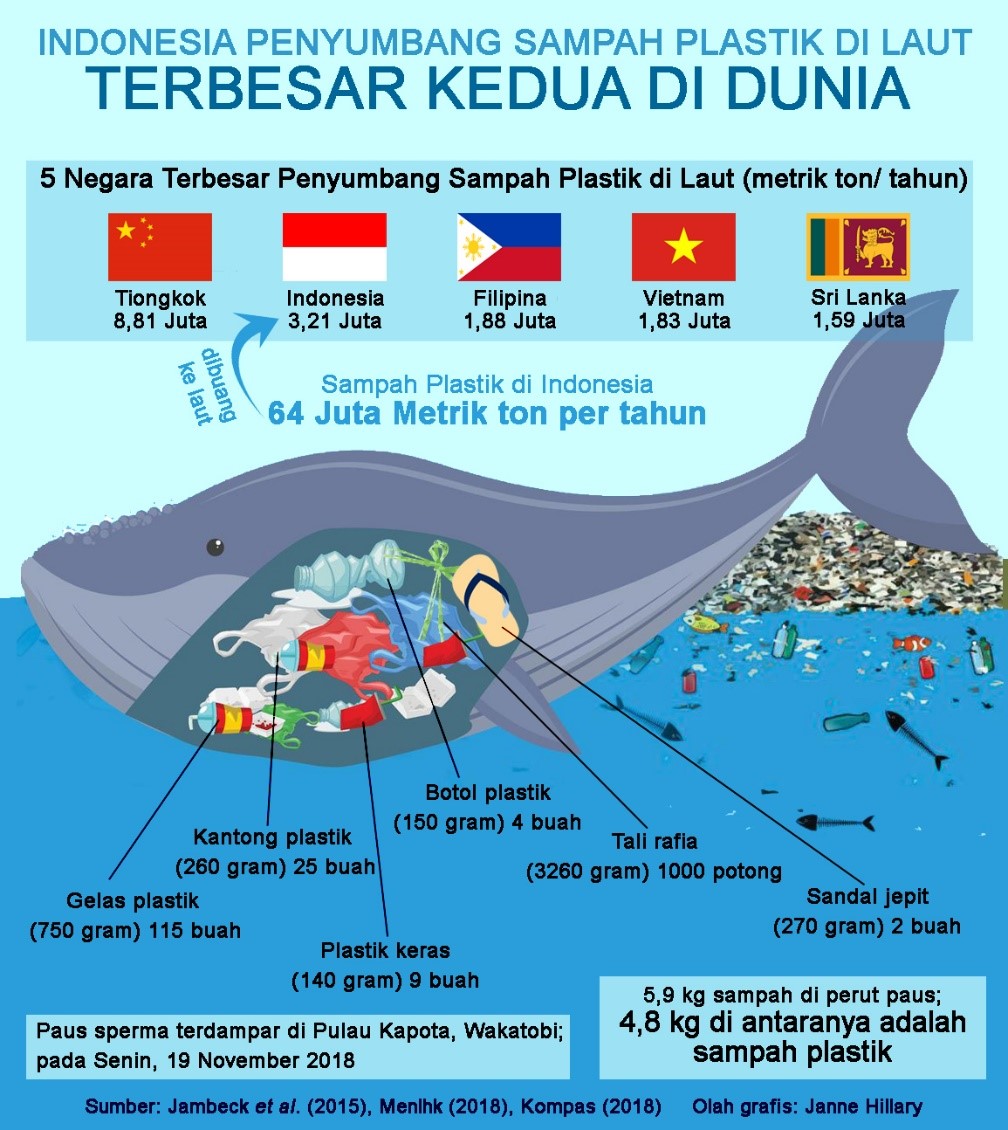 INDONESIA PENYUMBANG SAMPAH PLASTIK DI LAUT
TERBESAR KEDUA DI DUNIA
5 Negara Terbesar Penyumbang Sampah Plastik di Laut (metrik ton/ tahun)
Tiongkok
8,81 Juta
Indonesia
3,21 Juta
Filipina
1,88 Juta
Vietnam
1,83 Juta
Sri Lanka
1,59 Juta
dibuang
ke laut
Sampah Plastik di Indonesia
64 Juta Metrik ton per tahun
Botol plastik
(150 gram) 4 buah
Kantong plastik
(260 gram) 25 buah
Tali rafia
(3260 gram) 1000 potong
Gelas plastik
(750 gram) 115 buah
Sandal jepit
(270 gram) 2 buah
Plastik keras
(140 gram) 9 buah
5,9 kg sampah di perut paus;
4,8 kg di antaranya adalah
sampah plastik
Paus sperma terdampar di Pulau Kapota, Wakatobi;
pada Senin, 19 November 2018
Sumber: Jambeck et al. (2015), Menlhk (2018), Kompas (2018) Olah grafis: Janne Hillary